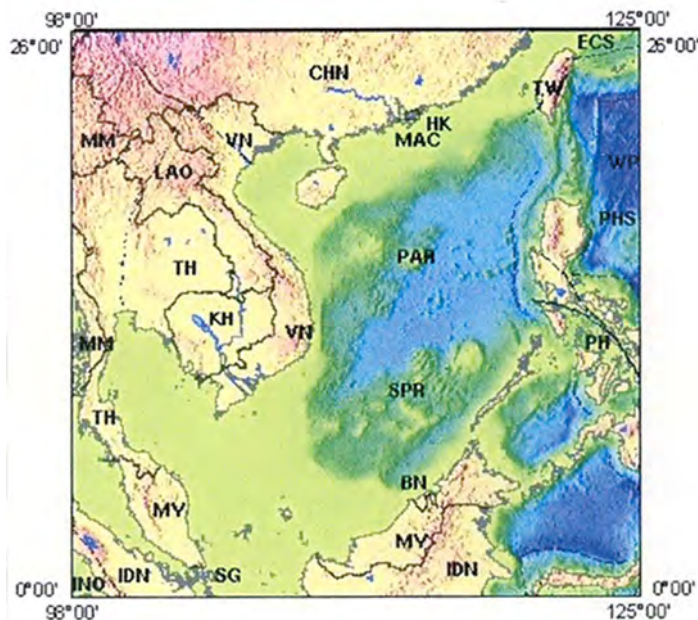 98°00' 125°00'
26°00' 26°00'
ECS
CHN
TW
HK
MAC
MM VN
WP
LAO
PHS
PAR
TH
KH
VN
MM PH
SPR
TH
BN
MY
MY
INO IDN SG IDN
0°00' 0°00'
98°00' 125°00'